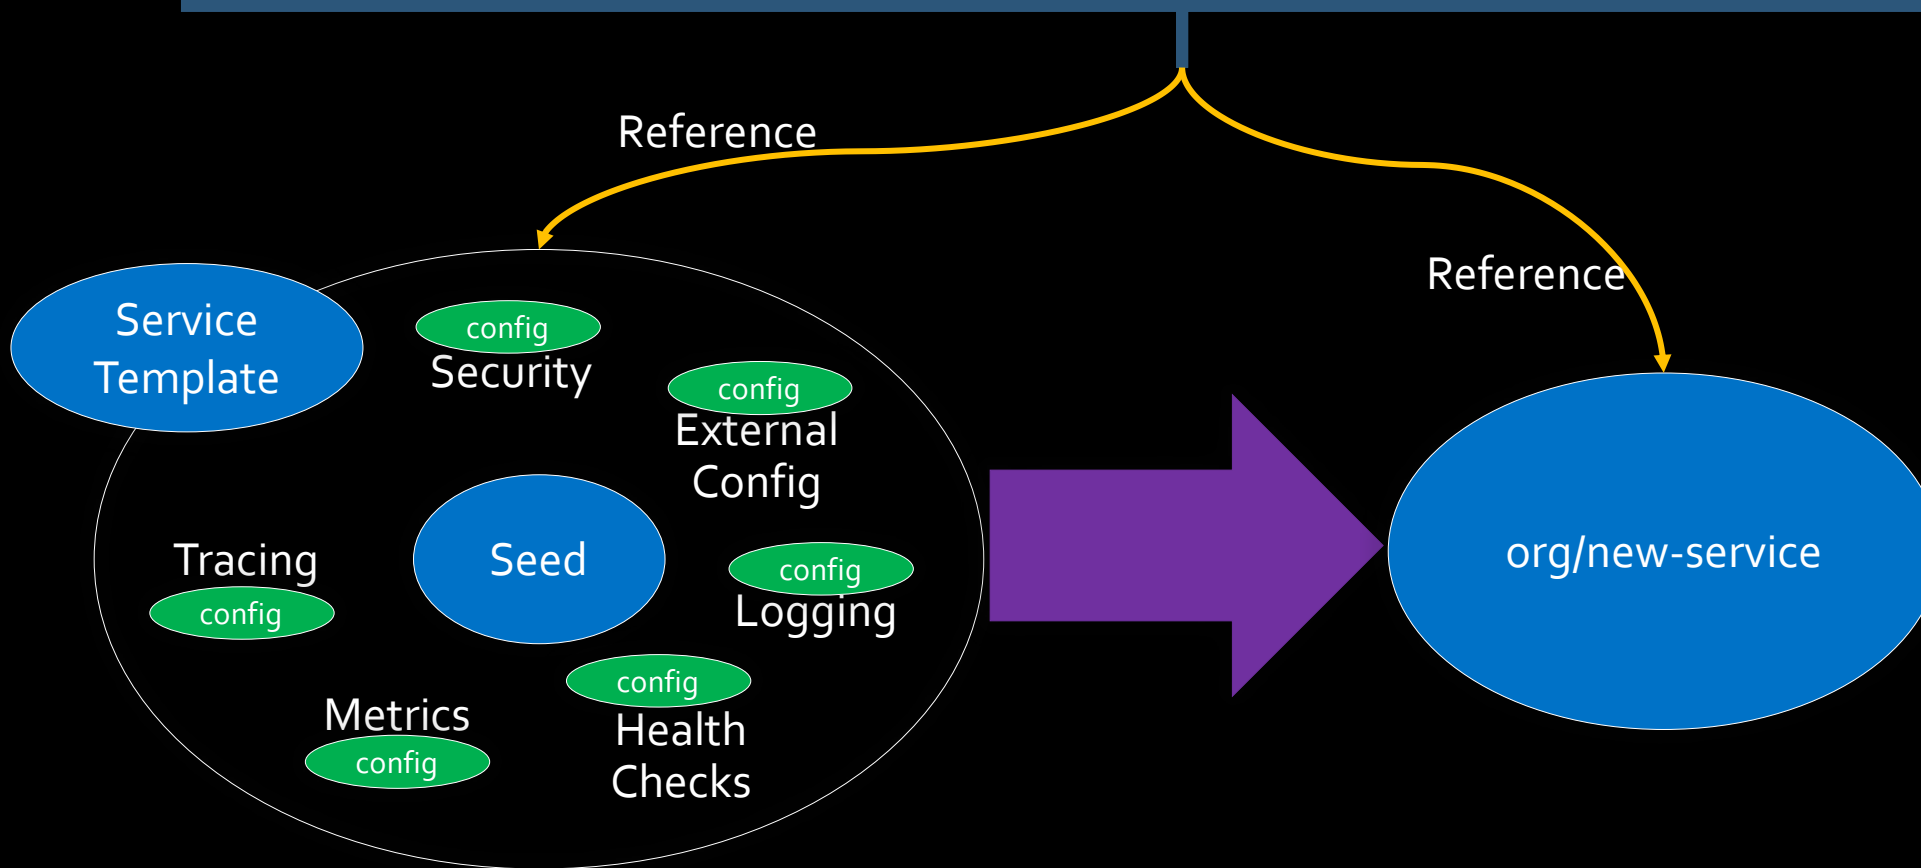 Reference
Reference
Service
Template
config
Security
config
External
Config
Tracing
config
Seed
config
Logging
org/new-service
config
Health
Checks
Metrics
config